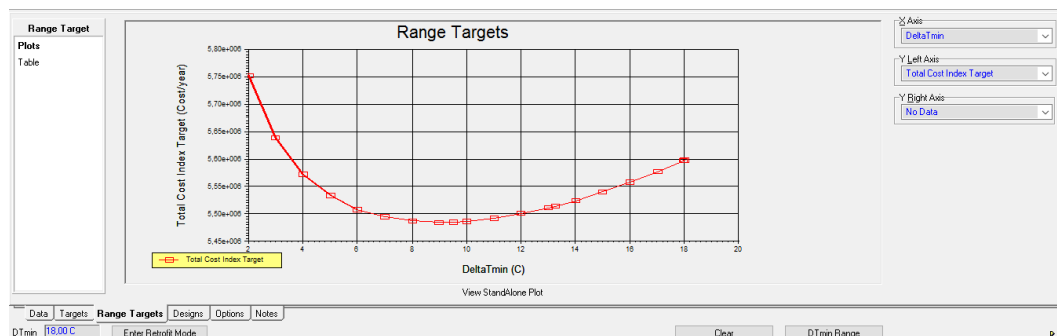 Range Target
Plots
Table
Range Targets
Total Cost Index Target (Cost/year)
5,80e+006
5,75e+006
5,70e+006
5,65e+006
5,60e+006
5,55e+006
5,50e+006
5,45e+006
2 4 6 8 10 12 14 16 18 20
Total Cost Index Target
DeltaTmin (C)
View StandAlone Plot
X Axis
DeltaTmin
Y Left Axis
Total Cost Index Target
Y Right Axis
No Data
Data Targets Range Targets Designs Options Notes
DTmin 18,00 C Enter Retrofit Mode Clear DTmin Range